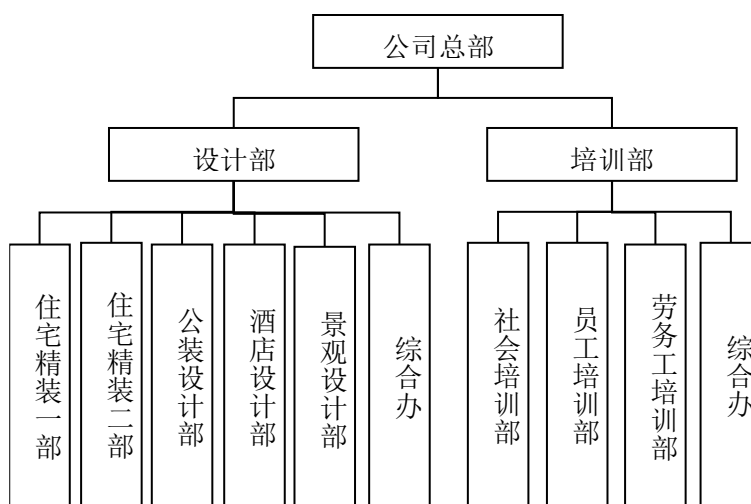 公司总部
设计部
培训部
住宅精装一部
住宅精装二部
公装设计部
酒店设计部
景观设计部
综合办
社会培训部
员工培训部
劳务工培训部
综合办